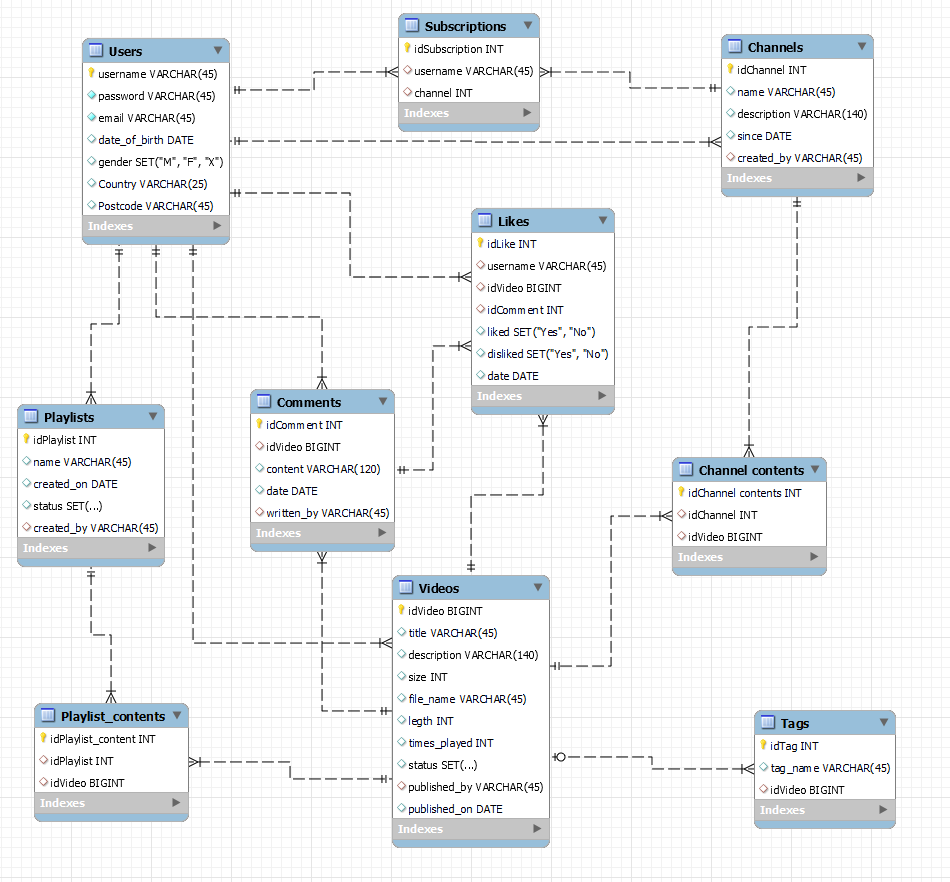 Users
username VARCHAR(45)
password VARCHAR(45)
email VARCHAR(45)
date_of_birth DATE
gender SET("M", "F", "X")
Country VARCHAR(25)
Postcode VARCHAR(45)
Indexes
Subscriptions
idSubscription INT
username VARCHAR(45)
channel INT
Indexes
Channels
idChannel INT
name VARCHAR(45)
description VARCHAR(140)
since DATE
created_by VARCHAR(45)
Indexes
Likes
idLike INT
username VARCHAR(45)
idVideo BIGINT
idComment INT
liked SET("Yes", "No")
disliked SET("Yes", "No")
date DATE
Indexes
Playlists
idPlaylist INT
name VARCHAR(45)
created_on DATE
status SET(...)
created_by VARCHAR(45)
Indexes
Comments
idComment INT
idVideo BIGINT
content VARCHAR(120)
date DATE
written_by VARCHAR(45)
Indexes
Channel contents
idChannel contents INT
idChannel INT
idVideo BIGINT
Indexes
Videos
idVideo BIGINT
title VARCHAR(45)
description VARCHAR(140)
size INT
file_name VARCHAR(45)
legth INT
times_played INT
status SET(...)
published_by VARCHAR(45)
published_on DATE
Indexes
Playlist_contents
idPlaylist_content INT
idPlaylist INT
idVideo BIGINT
Indexes
Tags
idTag INT
tag_name VARCHAR(45)
idVideo BIGINT
Indexes